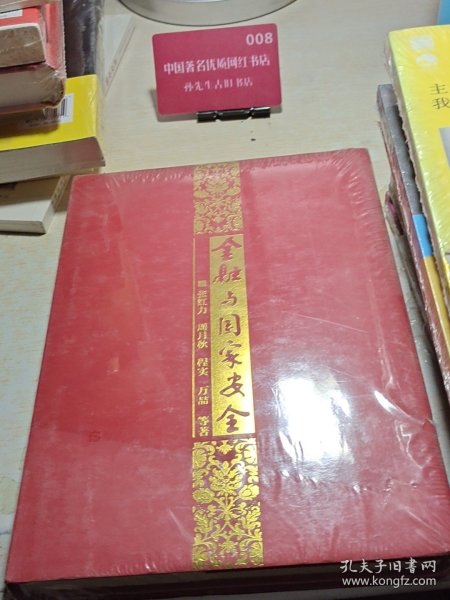 008
中国著名优质网红书店
孙先生古旧书店
金融与国家安全
张红力 周月秋 程实 万喆 等著
主
我
孔夫子旧书网
www.kongfz.com